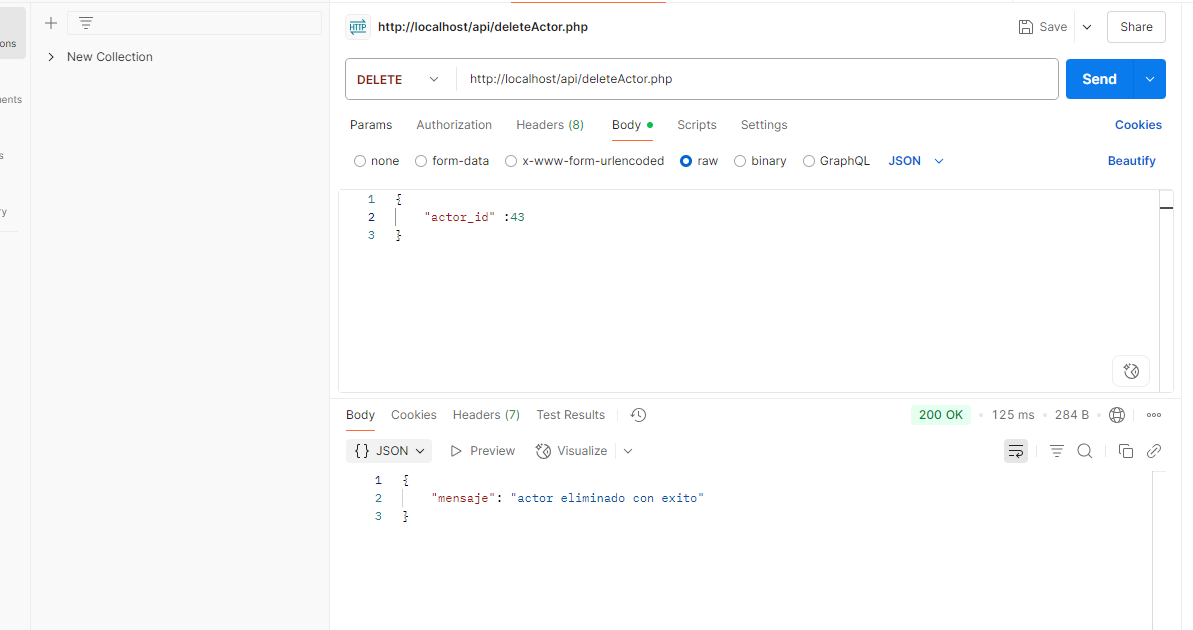 ons
ents
s
ry
New Collection
HTTP http://localhost/api/deleteActor.php Save Share
DELETE http://localhost/api/deleteActor.php Send
Params Authorization Headers (8) Body Scripts Settings Cookies
none form-data x-www-form-urlencoded raw binary GraphQL JSON Beautify
1 {
2 "actor_id" :43
3 }
Body Cookies Headers (7) Test Results 200 OK 125 ms 284 B
{} JSON Preview Visualize
1 {
2 "mensaje": "actor eliminado con exito"
3 }